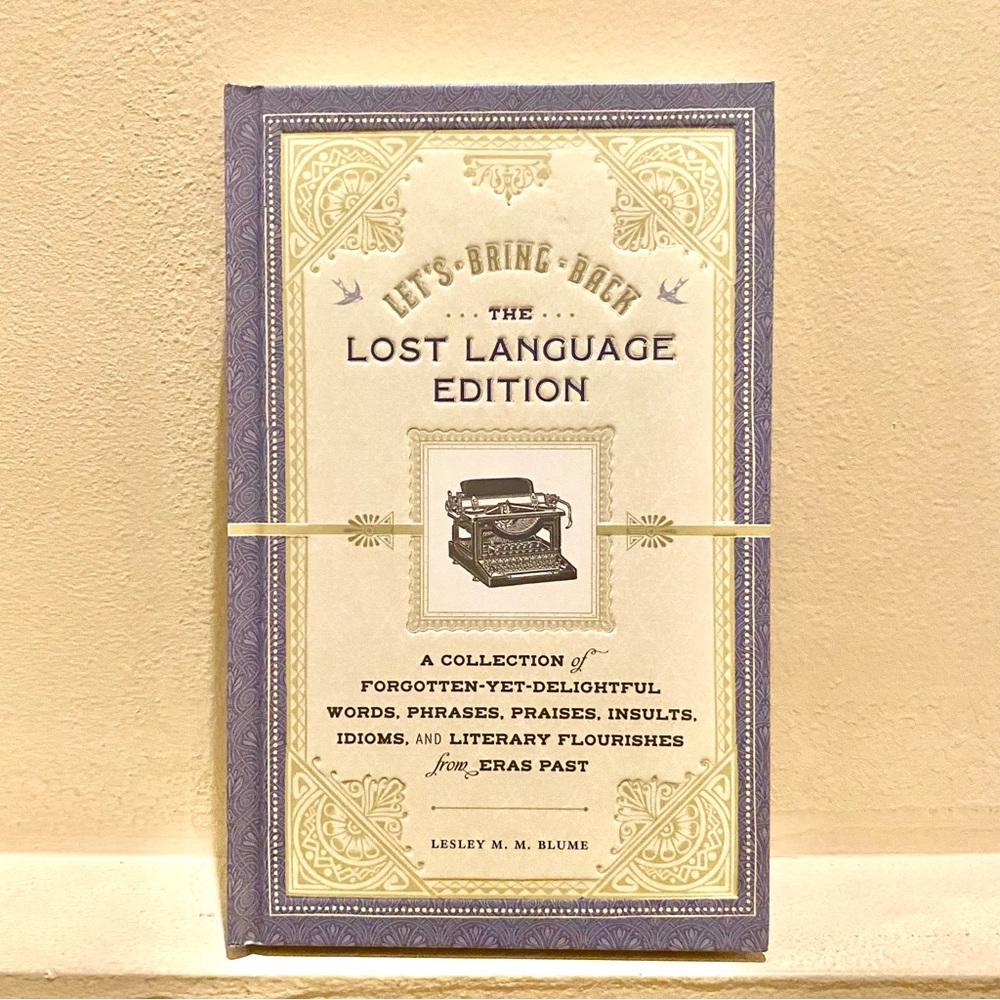 LET'S · BRING · BACK
··· THE ···
LOST LANGUAGE
EDITION
A COLLECTION of
FORGOTTEN-YET-DELIGHTFUL
WORDS, PHRASES, PRAISES, INSULTS,
IDIOMS, AND LITERARY FLOURISHES
from ERAS PAST
LESLEY M. M. BLUME